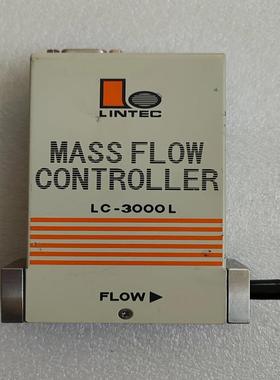 LINTEC
MASS FLOW
CONTROLLER
LC-3000L
FLOW ▶